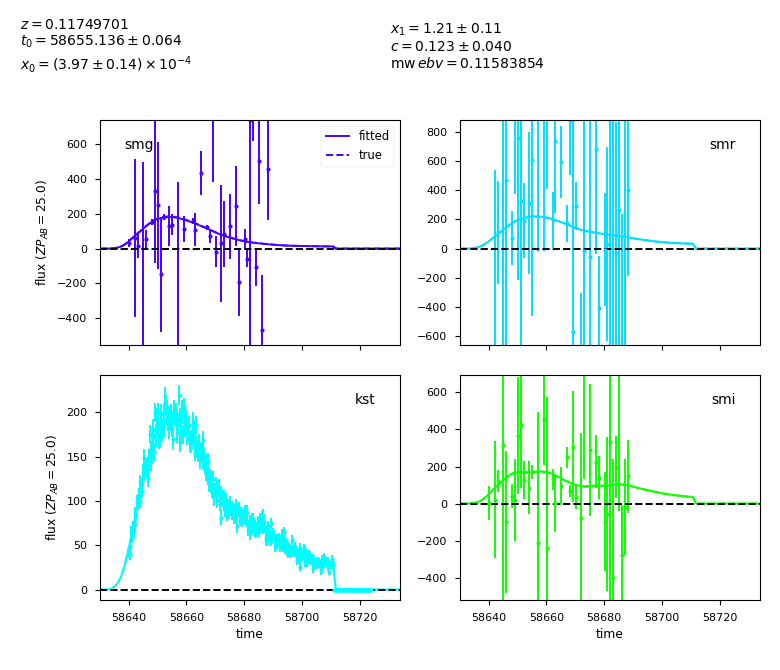 z = 0.11749701
t₀ = 58655.136 ± 0.064
x₀ = (3.97 ± 0.14) × 10⁻⁴
x₁ = 1.21 ± 0.11
c = 0.123 ± 0.040
mw ebv = 0.11583854
smg
fitted
true
600
400
200
0
−200
−400
flux (ZP_AB = 25.0)
smr
800
600
400
200
0
−200
−400
−600
kst
200
150
100
50
0
flux (ZP_AB = 25.0)
58640 58660 58680 58700 58720
time
smi
600
400
200
0
−200
−400
58640 58660 58680 58700 58720
time